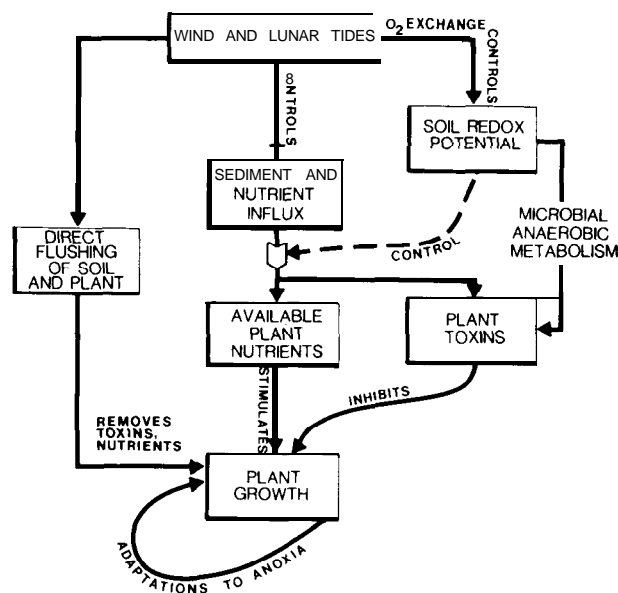 WIND AND LUNAR TIDES
O2 EXCHANGE
CONTROLS
8NTROLS
SOIL REDOX
POTENTIAL
SEDIMENT AND
NUTRIENT
INFLUX
MICROBIAL
ANAEROBIC
METABOLISM
DIRECT
FLUSHING
OF SOIL
AND PLANT
CONTROL
AVAILABLE
PLANT
NUTRIENTS
PLANT
TOXINS
STIMULATES
INHIBITS
REMOVES
TOXINS,
NUTRIENTS
PLANT
GROWTH
ADAPTATIONS TO ANOXIA